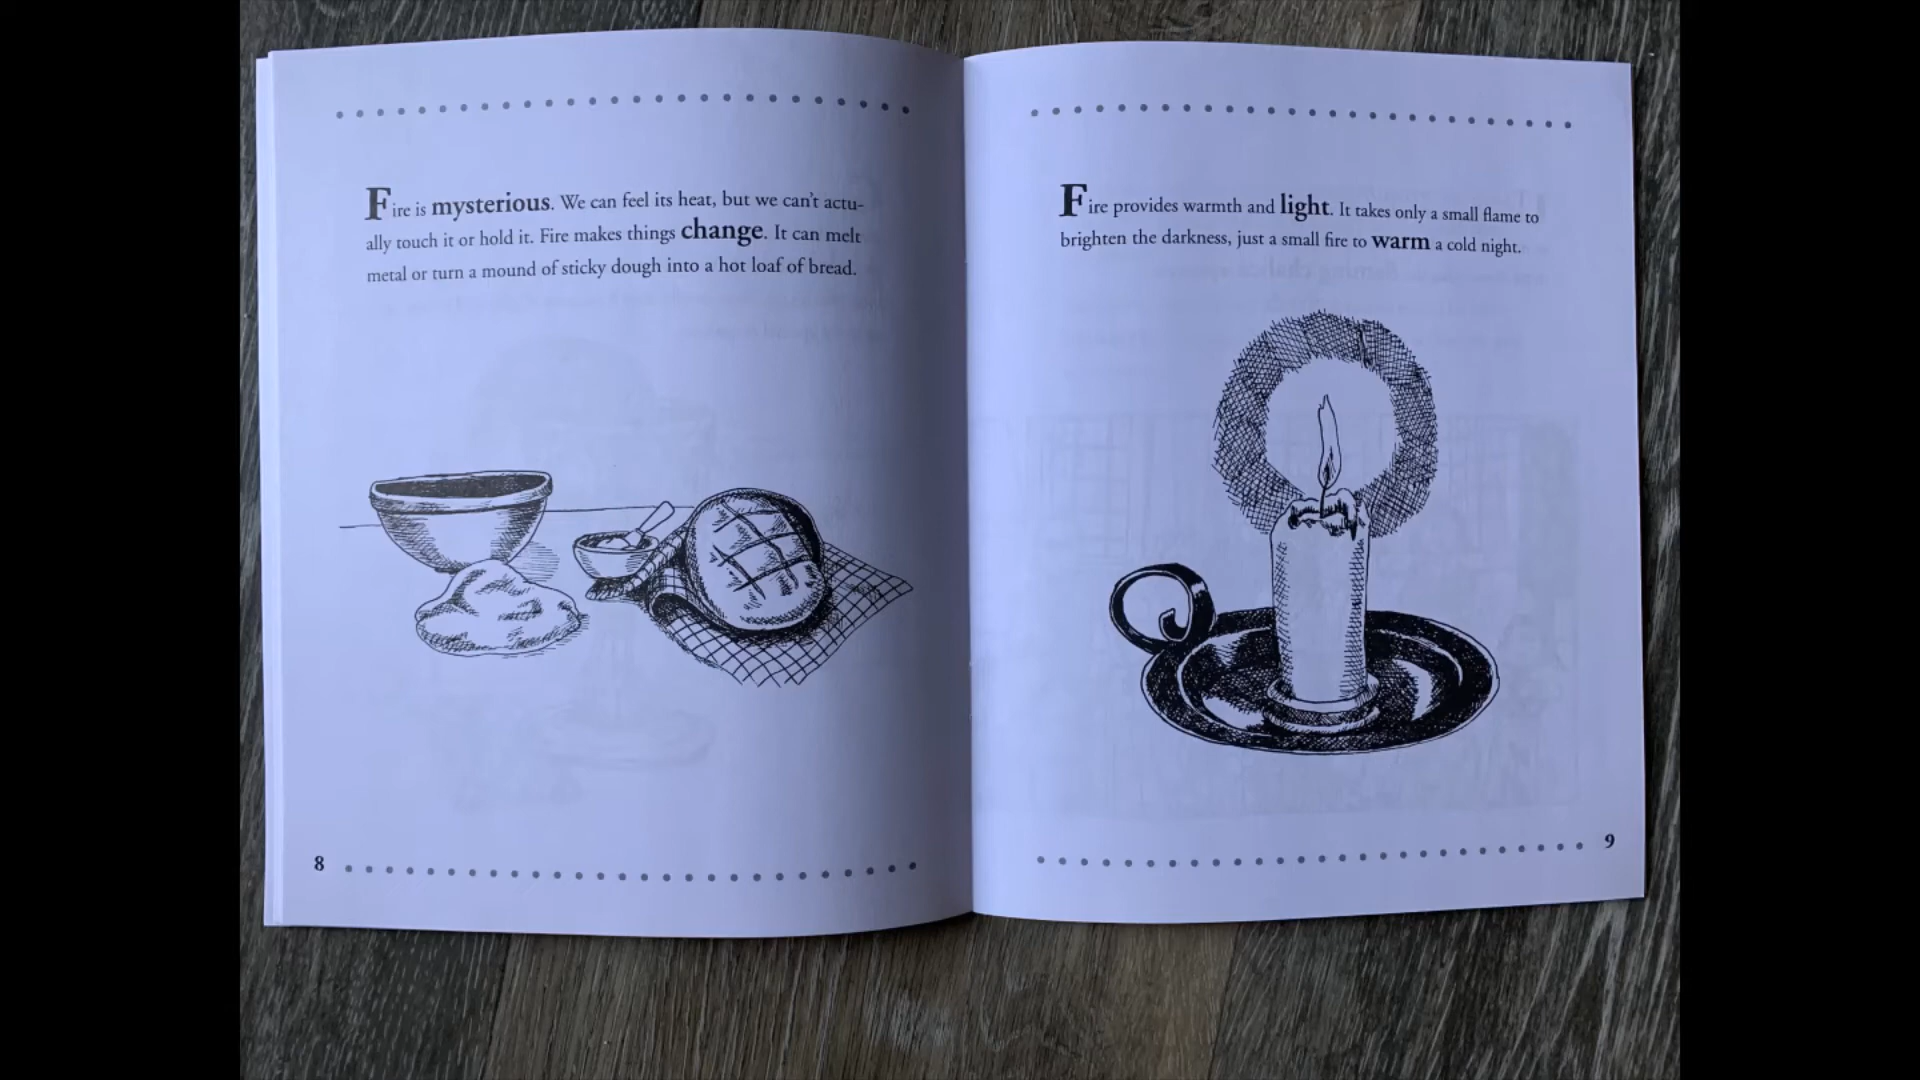 Fire is mysterious. We can feel its heat, but we can't actu-
ally touch it or hold it. Fire makes things change. It can melt
metal or turn a mound of sticky dough into a hot loaf of bread.
8
Fire provides warmth and light. It takes only a small flame to
brighten the darkness, just a small fire to warm a cold night.
9